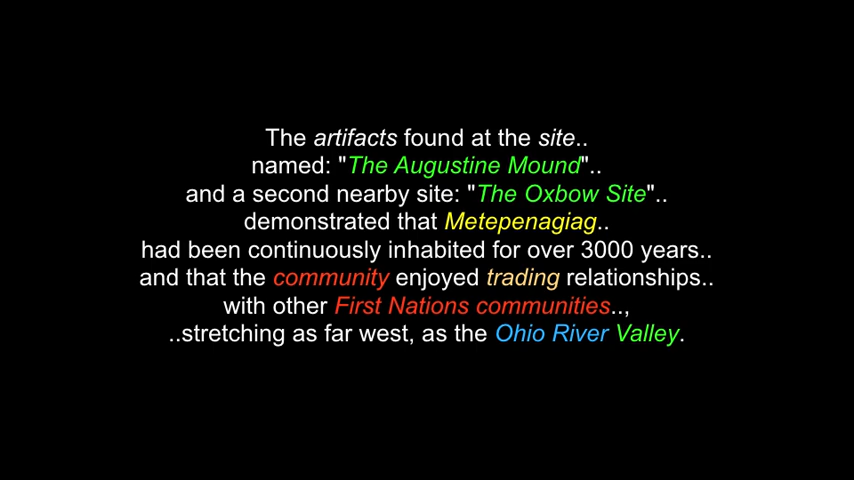 The artifacts found at the site..
named: "The Augustine Mound"..
and a second nearby site: "The Oxbow Site"..
demonstrated that Metepenagiag..
had been continuously inhabited for over 3000 years..
and that the community enjoyed trading relationships..
with other First Nations communities..,
..stretching as far west, as the Ohio River Valley.